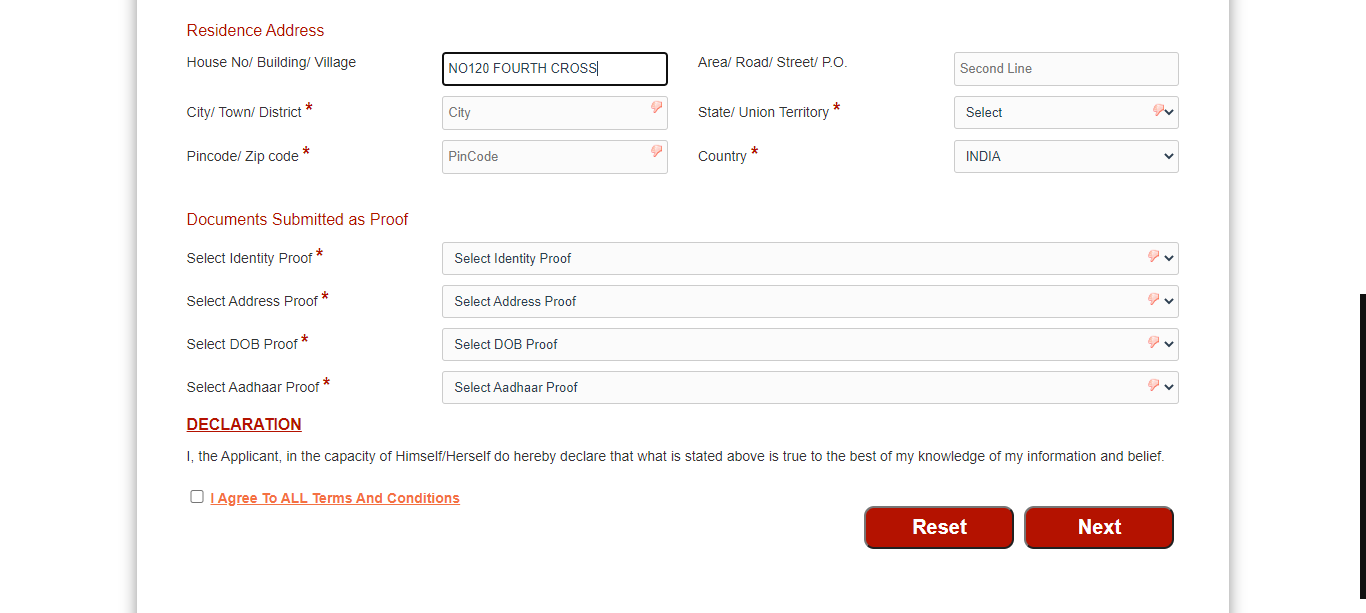 Residence Address
House No/ Building/ Village NO120 FOURTH CROSS Area/ Road/ Street/ P.O. Second Line
City/ Town/ District * City State/ Union Territory * Select
Pincode/ Zip code * PinCode Country * INDIA
Documents Submitted as Proof
Select Identity Proof * Select Identity Proof
Select Address Proof * Select Address Proof
Select DOB Proof * Select DOB Proof
Select Aadhaar Proof * Select Aadhaar Proof
DECLARATION
I, the Applicant, in the capacity of Himself/Herself do hereby declare that what is stated above is true to the best of my knowledge of my information and belief.
I Agree To ALL Terms And Conditions
Reset Next